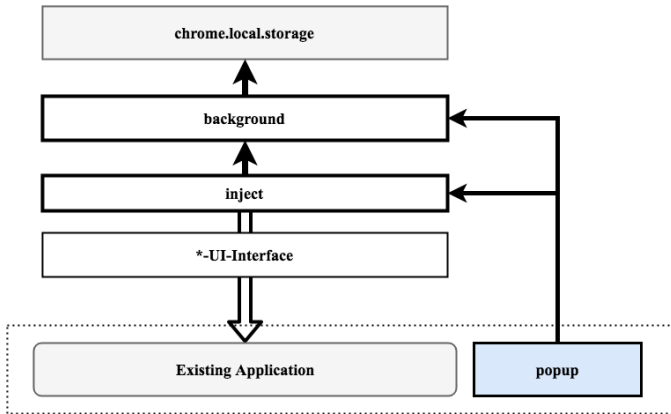 chrome.local.storage
background
inject
*-UI-Interface
Existing Application
popup